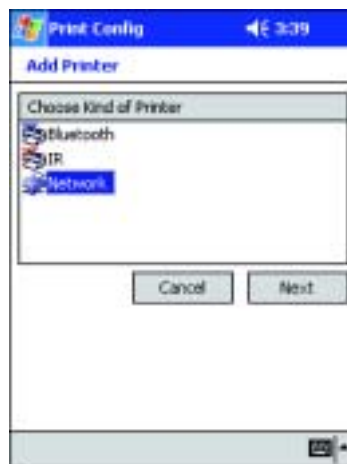 Print Config 3:39
Add Printer
Choose Kind of Printer
Bluetooth
IR
Network
Cancel Next